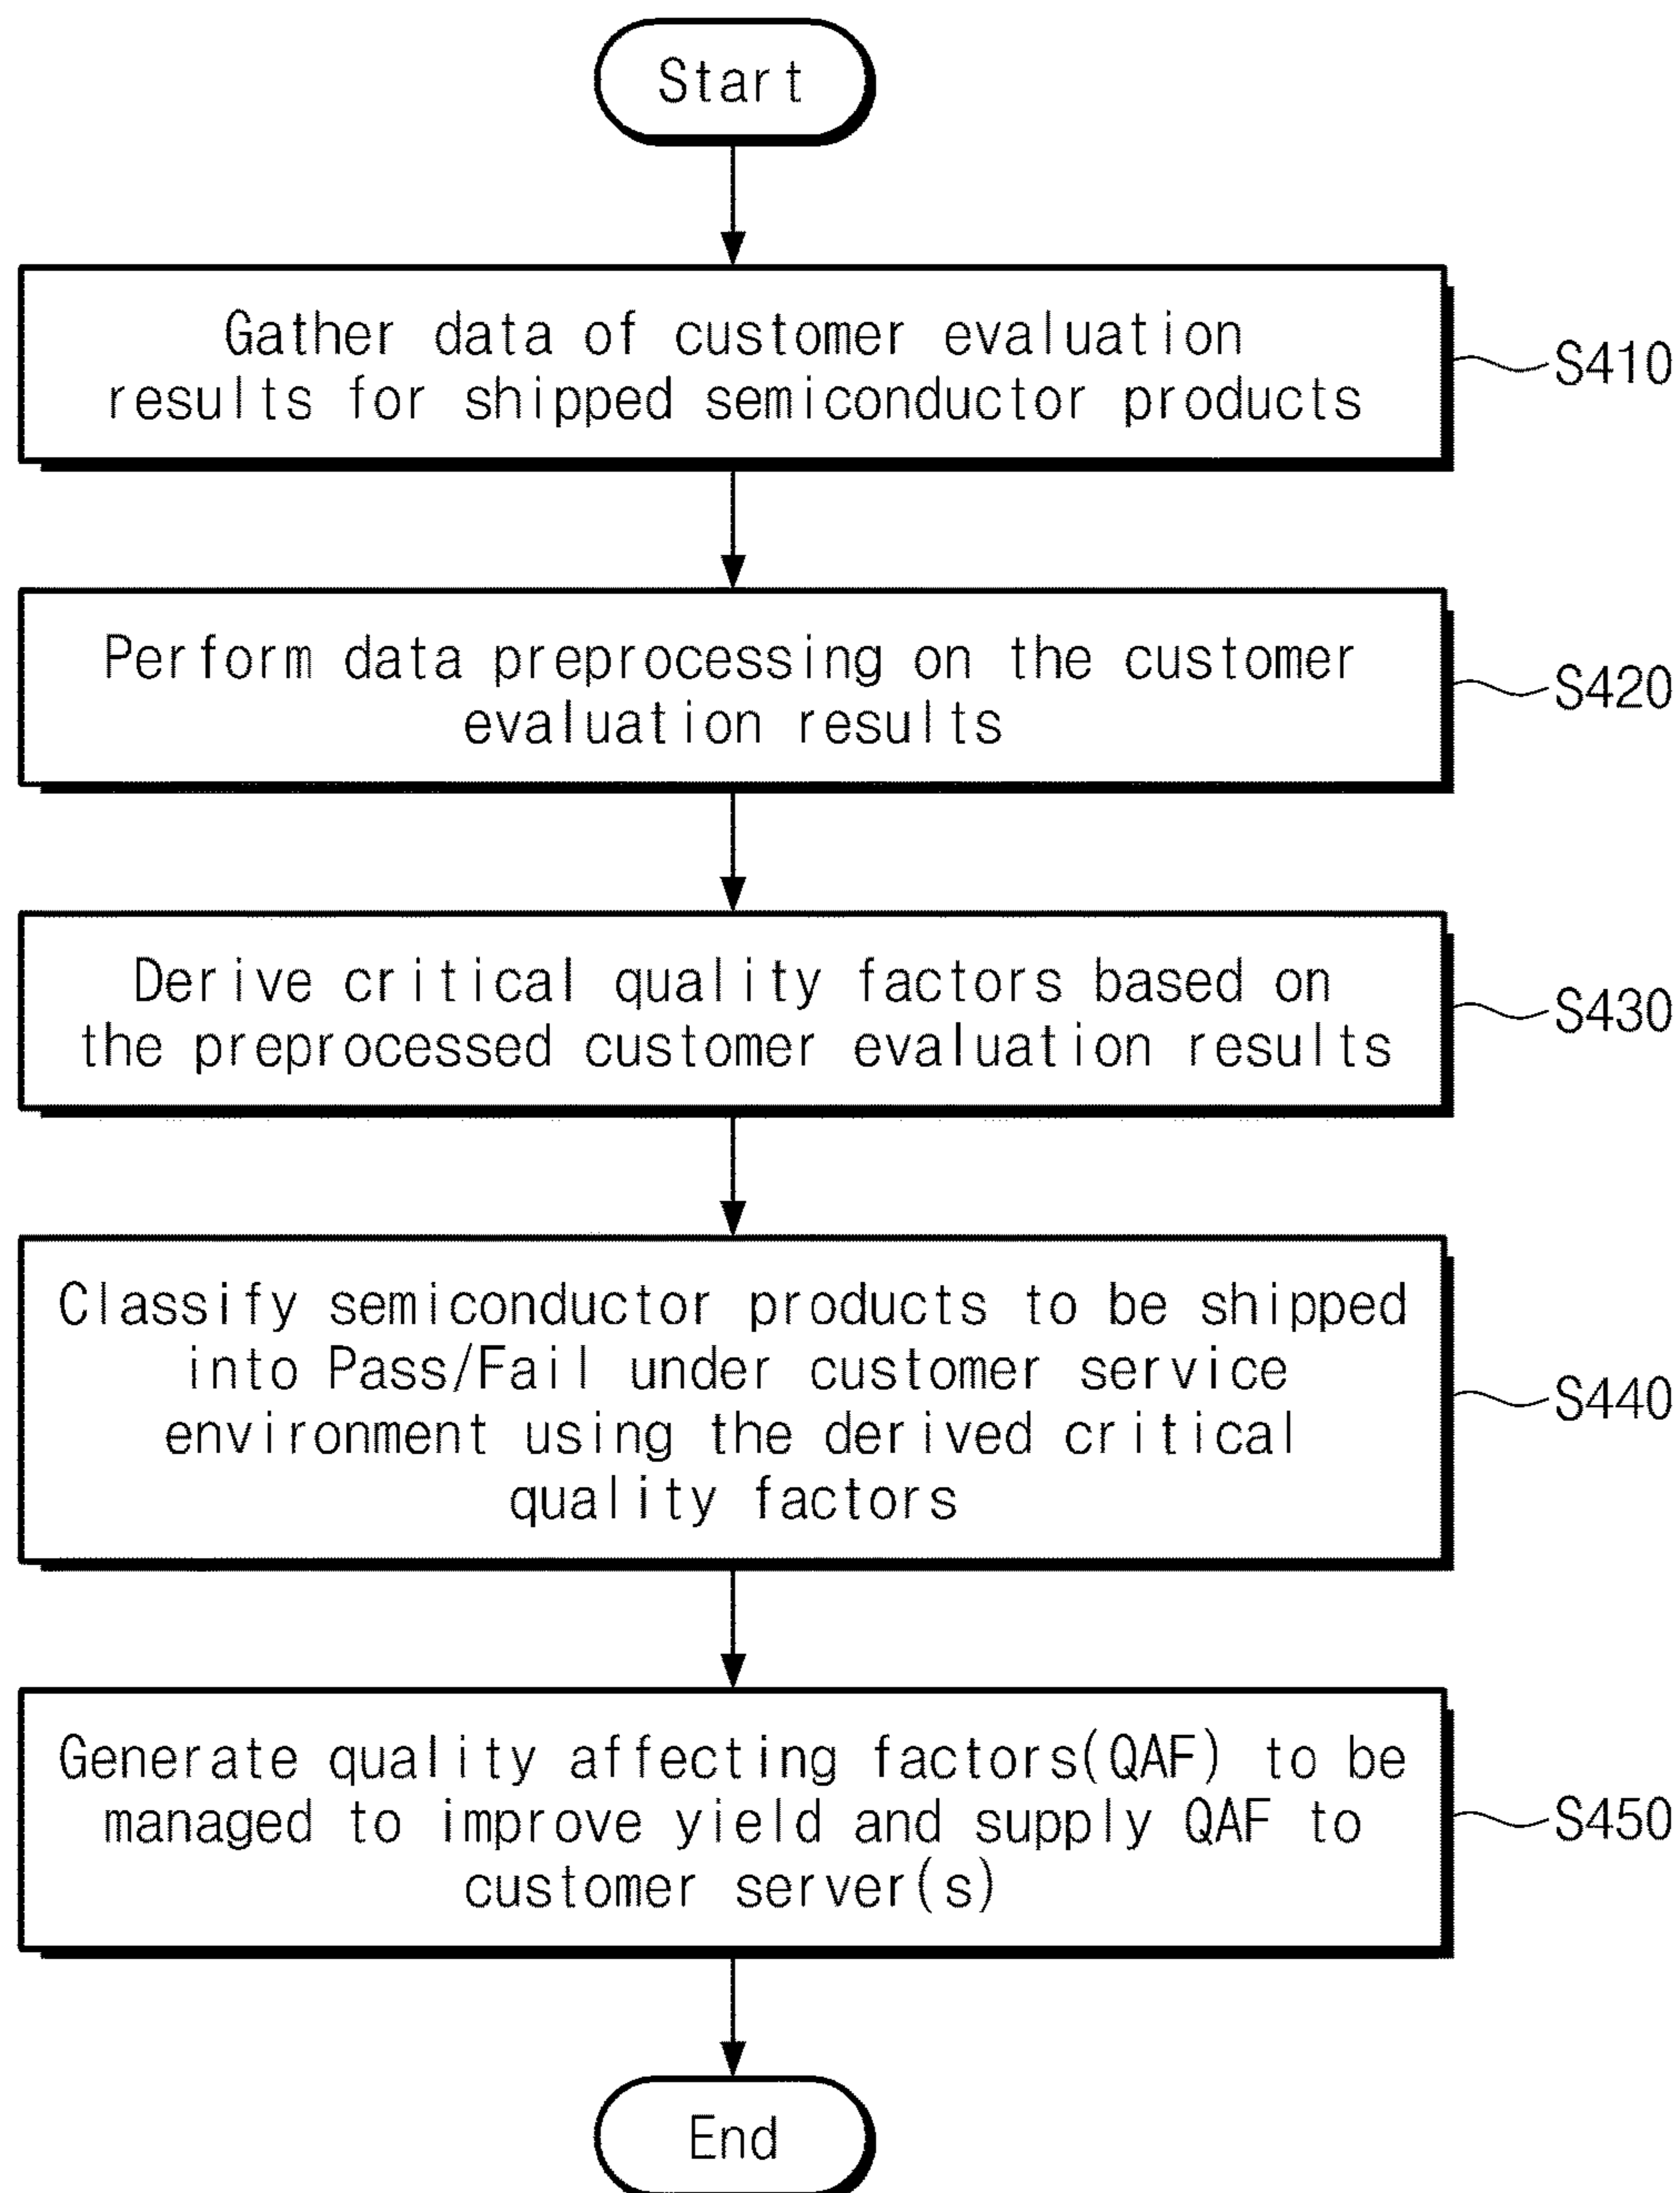 Start
Gather data of customer evaluation
results for shipped semiconductor products
S410
Perform data preprocessing on the customer
evaluation results
S420
Derive critical quality factors based on
the preprocessed customer evaluation results
S430
Classify semiconductor products to be shipped
into Pass/Fail under customer service
environment using the derived critical
quality factors
S440
Generate quality affecting factors(QAF) to be
managed to improve yield and supply QAF to
customer server(s)
S450
End